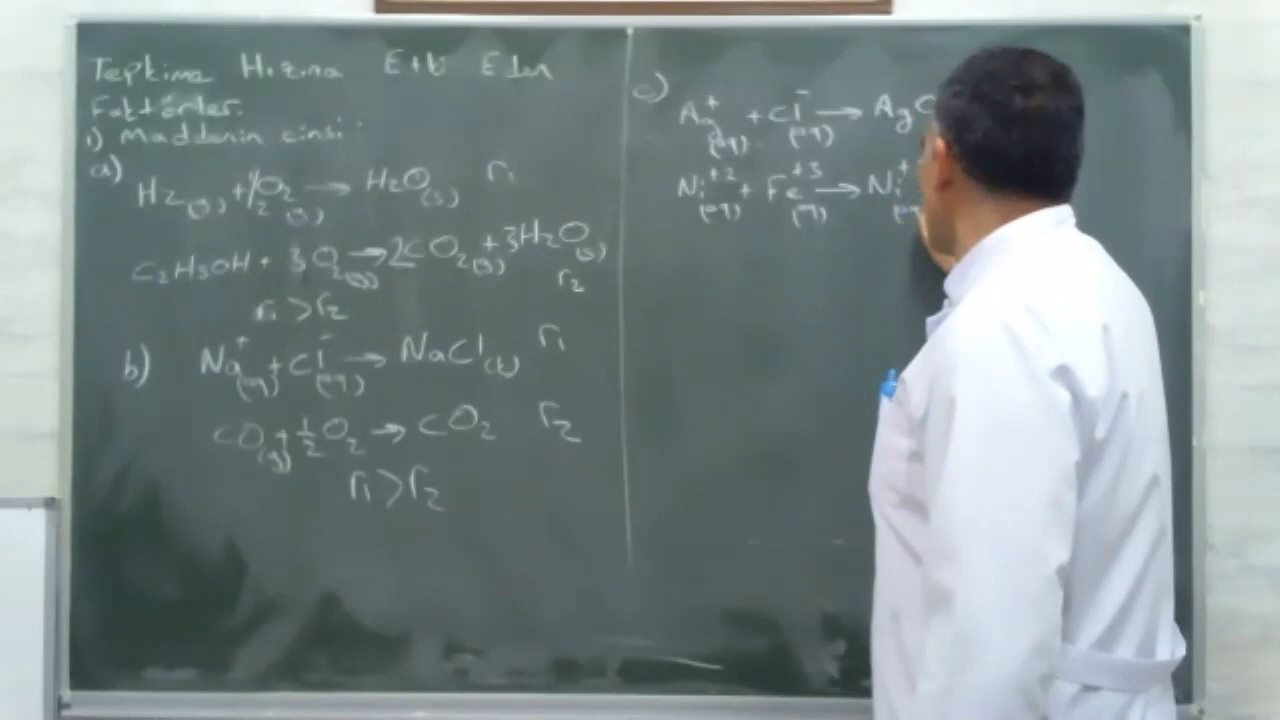 Tepkime Hızına Etki Eden
Faktörler.
1) Maddenin cinsi:
a)
H2(g) + 1/2 O2(g) → H2O(s) r1
C2H5OH + 3O2(g) → 2CO2(g) + 3H2O(s)
r2
r1 > r2
b) Na+(aq) + Cl-(aq) → NaCl(k) r1
CO(g) + 1/2 O2 → CO2 r2
r1 > r2
c) Ag+(aq) + Cl-(aq) → AgC
Ni+2(aq) + Fe+3(aq) → Ni+(aq